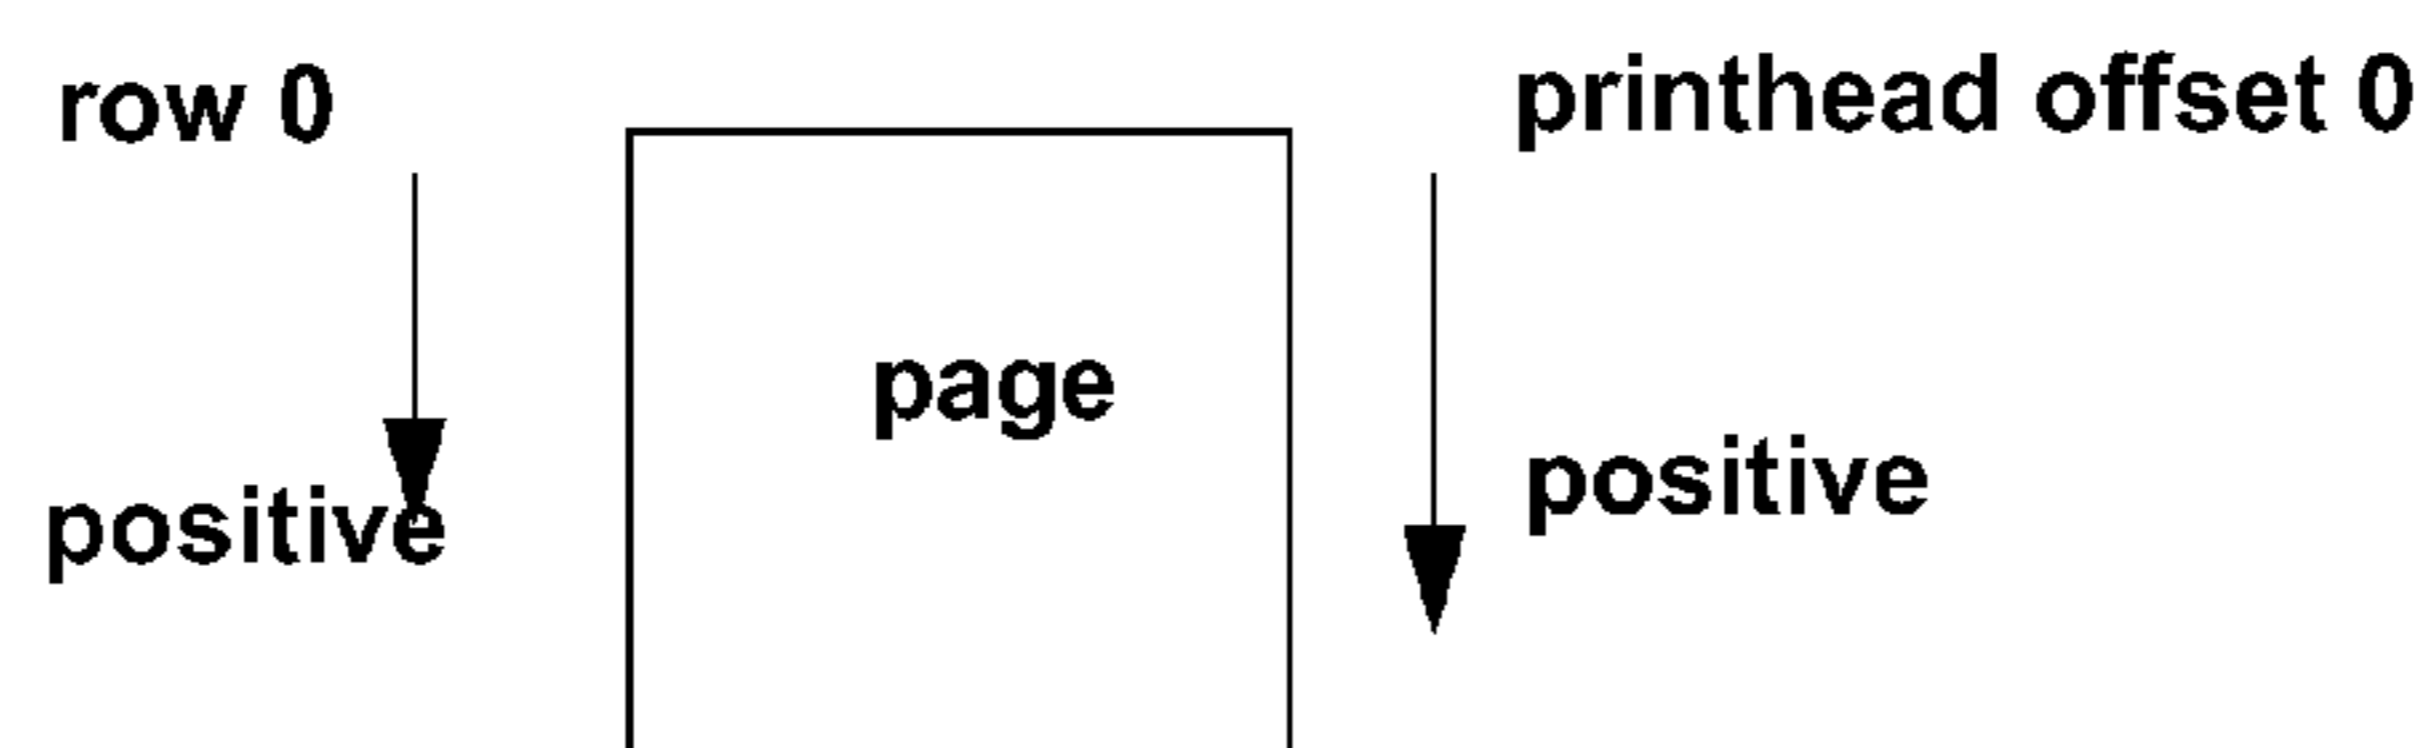 row 0
printhead offset 0
page
positive
positive